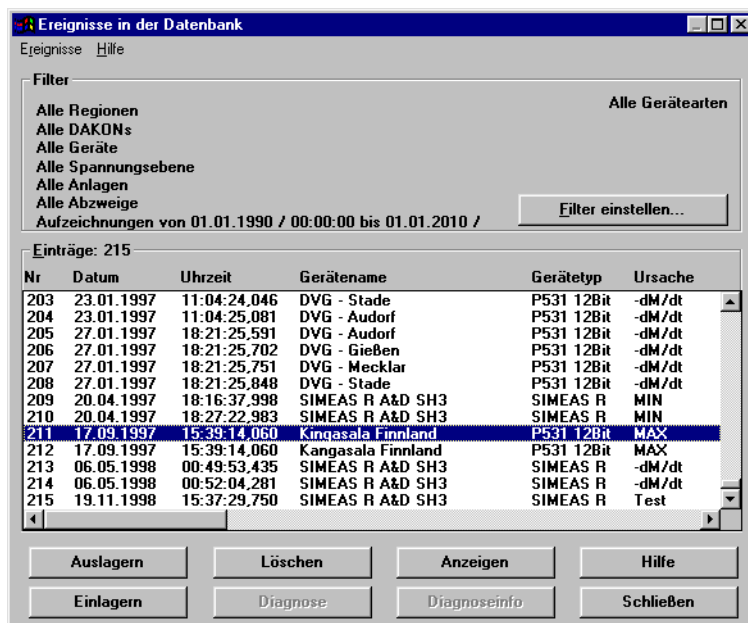 Ereignisse in der Datenbank
Ereignisse Hilfe
Filter
Alle Gerätearten
Alle Regionen
Alle DAKONs
Alle Geräte
Alle Spannungsebene
Alle Anlagen
Alle Abzweige
Aufzeichnungen von 01.01.1990 / 00:00:00 bis 01.01.2010 /
Filter einstellen...
Einträge: 215
Nr Datum Uhrzeit Gerätename Gerätetyp Ursache
203 23.01.1997 11:04:24,046 DVG - Stade P531 12Bit -dM/dt
204 23.01.1997 11:04:25,081 DVG - Audorf P531 12Bit -dM/dt
205 27.01.1997 18:21:25,591 DVG - Audorf P531 12Bit -dM/dt
206 27.01.1997 18:21:25,702 DVG - Gießen P531 12Bit -dM/dt
207 27.01.1997 18:21:25,751 DVG - Mecklar P531 12Bit -dM/dt
208 27.01.1997 18:21:25,848 DVG - Stade P531 12Bit -dM/dt
209 20.04.1997 18:16:37,998 SIMEAS R A&D SH3 SIMEAS R MIN
210 20.04.1997 18:27:22,983 SIMEAS R A&D SH3 SIMEAS R MIN
211 17.09.1997 15:39:14,060 Kingasala Finnland P531 12Bit MAX
212 17.09.1997 15:39:14,060 Kangasala Finnland P531 12Bit MAX
213 06.05.1998 00:49:53,435 SIMEAS R A&D SH3 SIMEAS R -dM/dt
214 06.05.1998 00:52:04,281 SIMEAS R A&D SH3 SIMEAS R -dM/dt
215 19.11.1998 15:37:29,750 SIMEAS R A&D SH3 SIMEAS R Test
Auslagern Löschen Anzeigen Hilfe
Einlagern Diagnose Diagnoseinfo Schließen